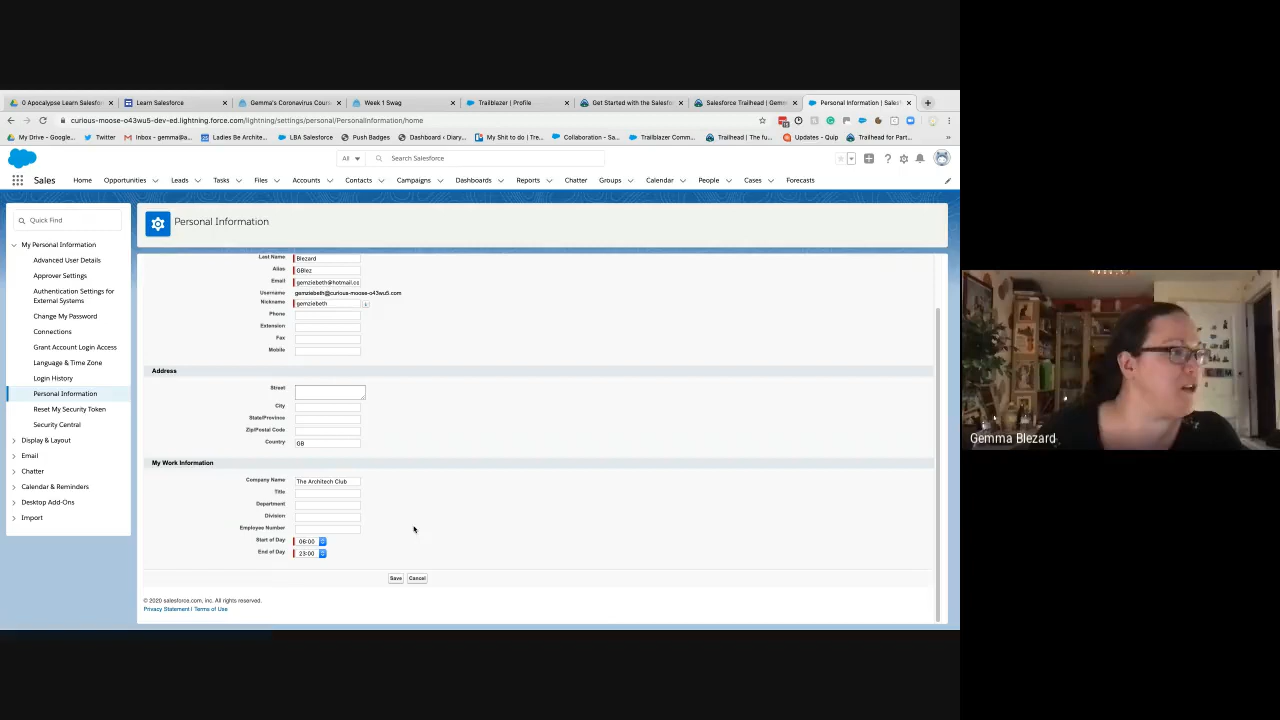 0 Apocalypse Learn Salesfor
Learn Salesforce
Gemma's Coronavirus Cours
Week 1 Swag
Trailblazer | Profile
Get Started with the Salesfo
Salesforce Trailhead | Gemm
Personal Information | Sales
curious-moose-o43wu5-dev-ed.lightning.force.com/lightning/settings/personal/PersonalInformation/home
My Drive - Google...
Twitter
Inbox - gemma@a...
Ladies Be Archite...
LBA Salesforce
Push Badges
Dashboard ‹ Diary...
My Shit to do | Tre...
Collaboration - Sa...
Trailblazer Comm...
Trailhead | The fu...
Updates - Quip
Trailhead for Part...
All
Search Salesforce
Sales
Home
Opportunities
Leads
Tasks
Files
Accounts
Contacts
Campaigns
Dashboards
Reports
Chatter
Groups
Calendar
People
Cases
Forecasts
Quick Find
My Personal Information
Advanced User Details
Approver Settings
Authentication Settings for
External Systems
Change My Password
Connections
Grant Account Login Access
Language & Time Zone
Login History
Personal Information
Reset My Security Token
Security Central
Display & Layout
Email
Chatter
Calendar & Reminders
Desktop Add-Ons
Import
Personal Information
Last Name Blezard
Alias GBlez
Email gemziebeth@hotmail.co
Username gemziebeth@curious-moose-o43wu5.com
Nickname gemziebeth
Phone
Extension
Fax
Mobile
Address
Street
City
State/Province
Zip/Postal Code
Country GB
My Work Information
Company Name The Architech Club
Title
Department
Division
Employee Number
Start of Day 06:00
End of Day 23:00
Save Cancel
© 2020 salesforce.com, inc. All rights reserved.
Privacy Statement | Terms of Use
Gemma Blezard